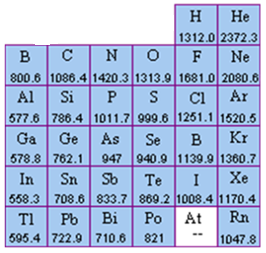 H He
1312.0 2372.3
B C N O F Ne
800.6 1086.4 1420.3 1313.9 1681.0 2080.6
Al Si P S Cl Ar
577.6 786.4 1011.7 999.6 1251.1 1520.5
Ga Ge As Se B Kr
578.8 762.1 947 940.9 1139.9 1360.7
In Sn Sb Te I Xe
558.3 708.6 833.7 869.2 1008.4 1170.4
Tl Pb Bi Po At Rn
595.4 722.9 710.6 821 -- 1047.8